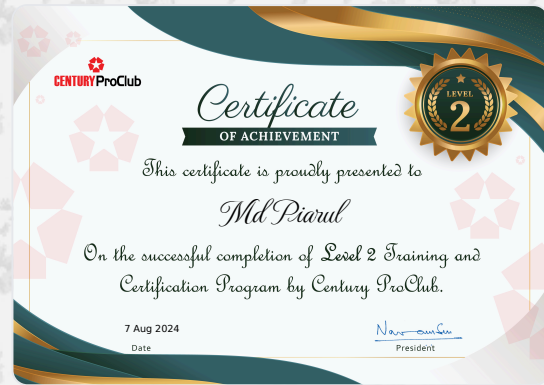 CENTURY ProClub
LEVEL
2
Certificate
OF ACHIEVEMENT
This certificate is proudly presented to
Md Piarul
On the successful completion of Level 2 Training and
Certification Program by Century ProClub.
7 Aug 2024
Date
President